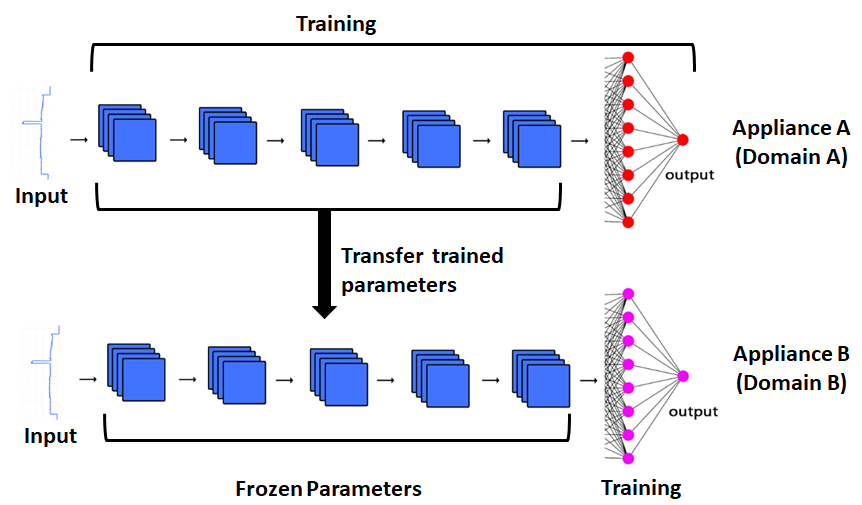 Training
Appliance A
(Domain A)
output
Input
Transfer trained
parameters
Appliance B
(Domain B)
output
Input
Frozen Parameters
Training